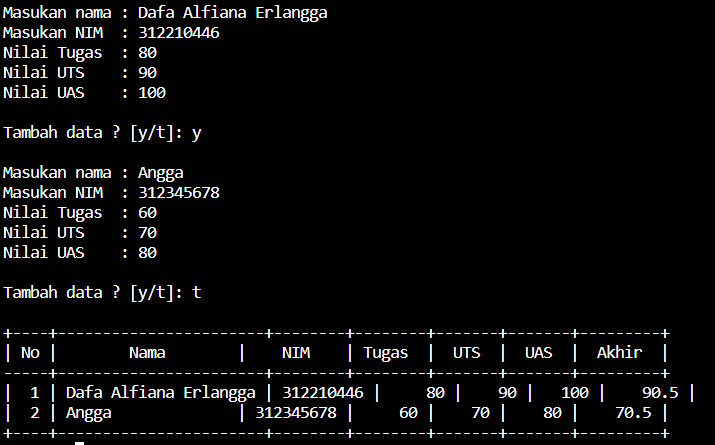 Masukan nama : Dafa Alfiana Erlangga
Masukan NIM  : 312210446
Nilai Tugas  : 80
Nilai UTS    : 90
Nilai UAS    : 100
Tambah data ? [y/t]: y
Masukan nama : Angga
Masukan NIM  : 312345678
Nilai Tugas  : 60
Nilai UTS    : 70
Nilai UAS    : 80
Tambah data ? [y/t]: t
+----+-----------------------+--------+--------+-------+-------+---------+
| No |         Nama         |    NIM    | Tugas  |  UTS  |  UAS  |  Akhir  |
-----+-----------------------+--------+--------+-------+-------+---------+
|  1 | Dafa Alfiana Erlangga | 312210446 |     80 |    90 |   100 |    90.5 |
|  2 | Angga              | 312345678 |     60 |    70 |    80 |    70.5 |
+----+-----------------------+--------+--------+-------+-------+---------+